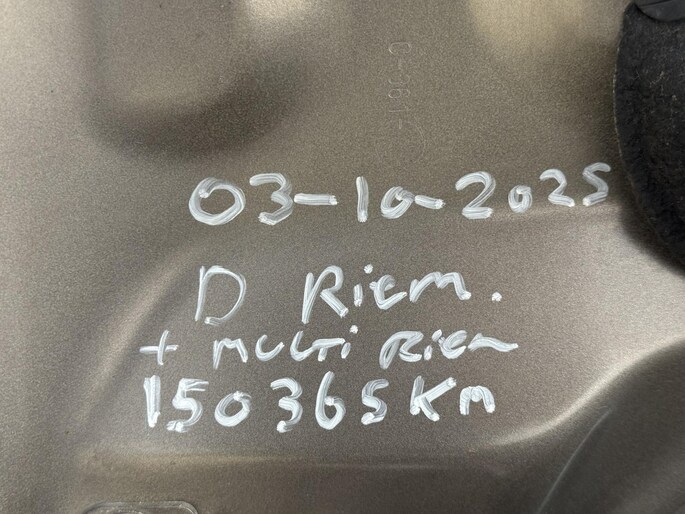 03-10-2025
D Riem.
+ MULTi Riem
150365 Km